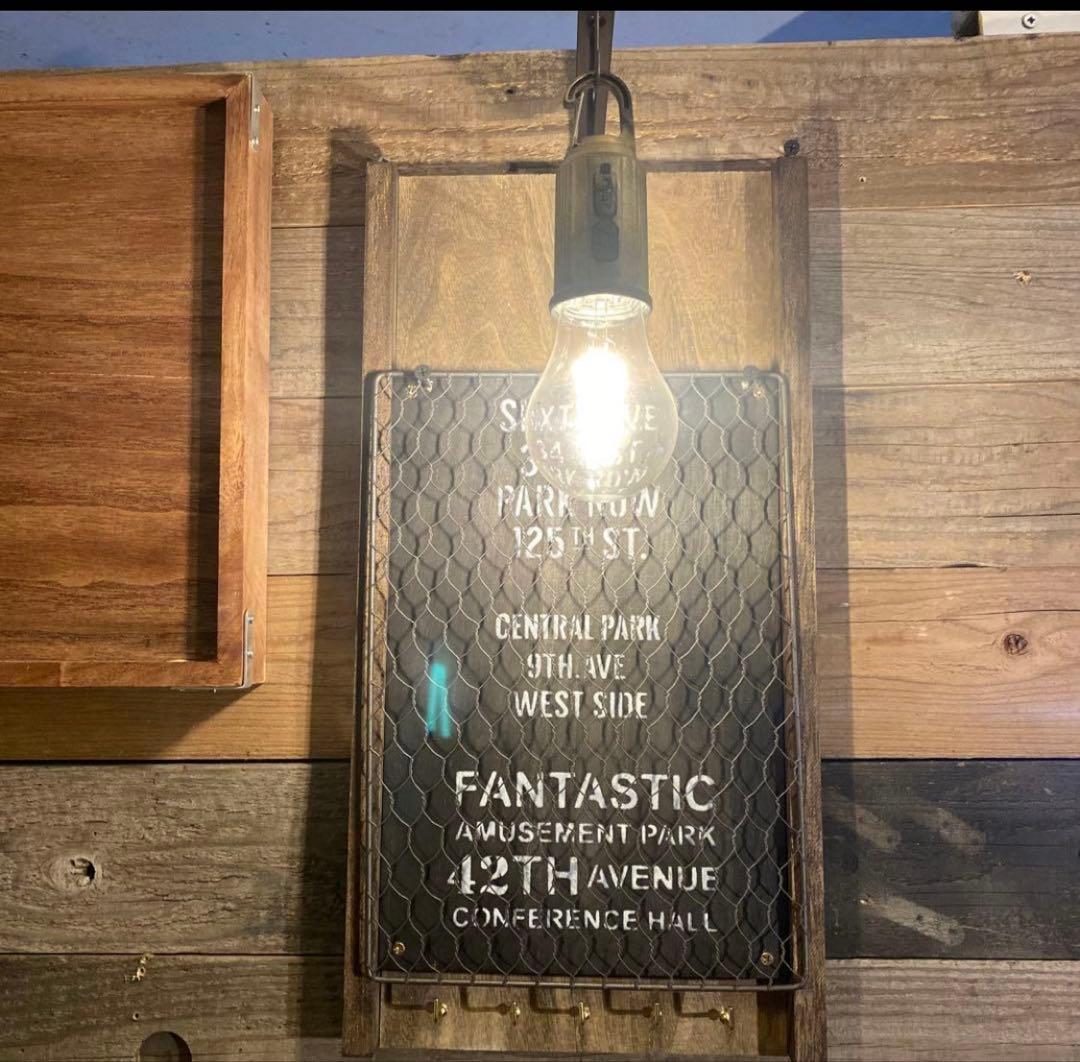 PARK ROW
125TH ST.
CENTRAL PARK
9TH.AVE
WEST SIDE
FANTASTIC
AMUSEMENT PARK
42TH AVENUE
CONFERENCE HALL